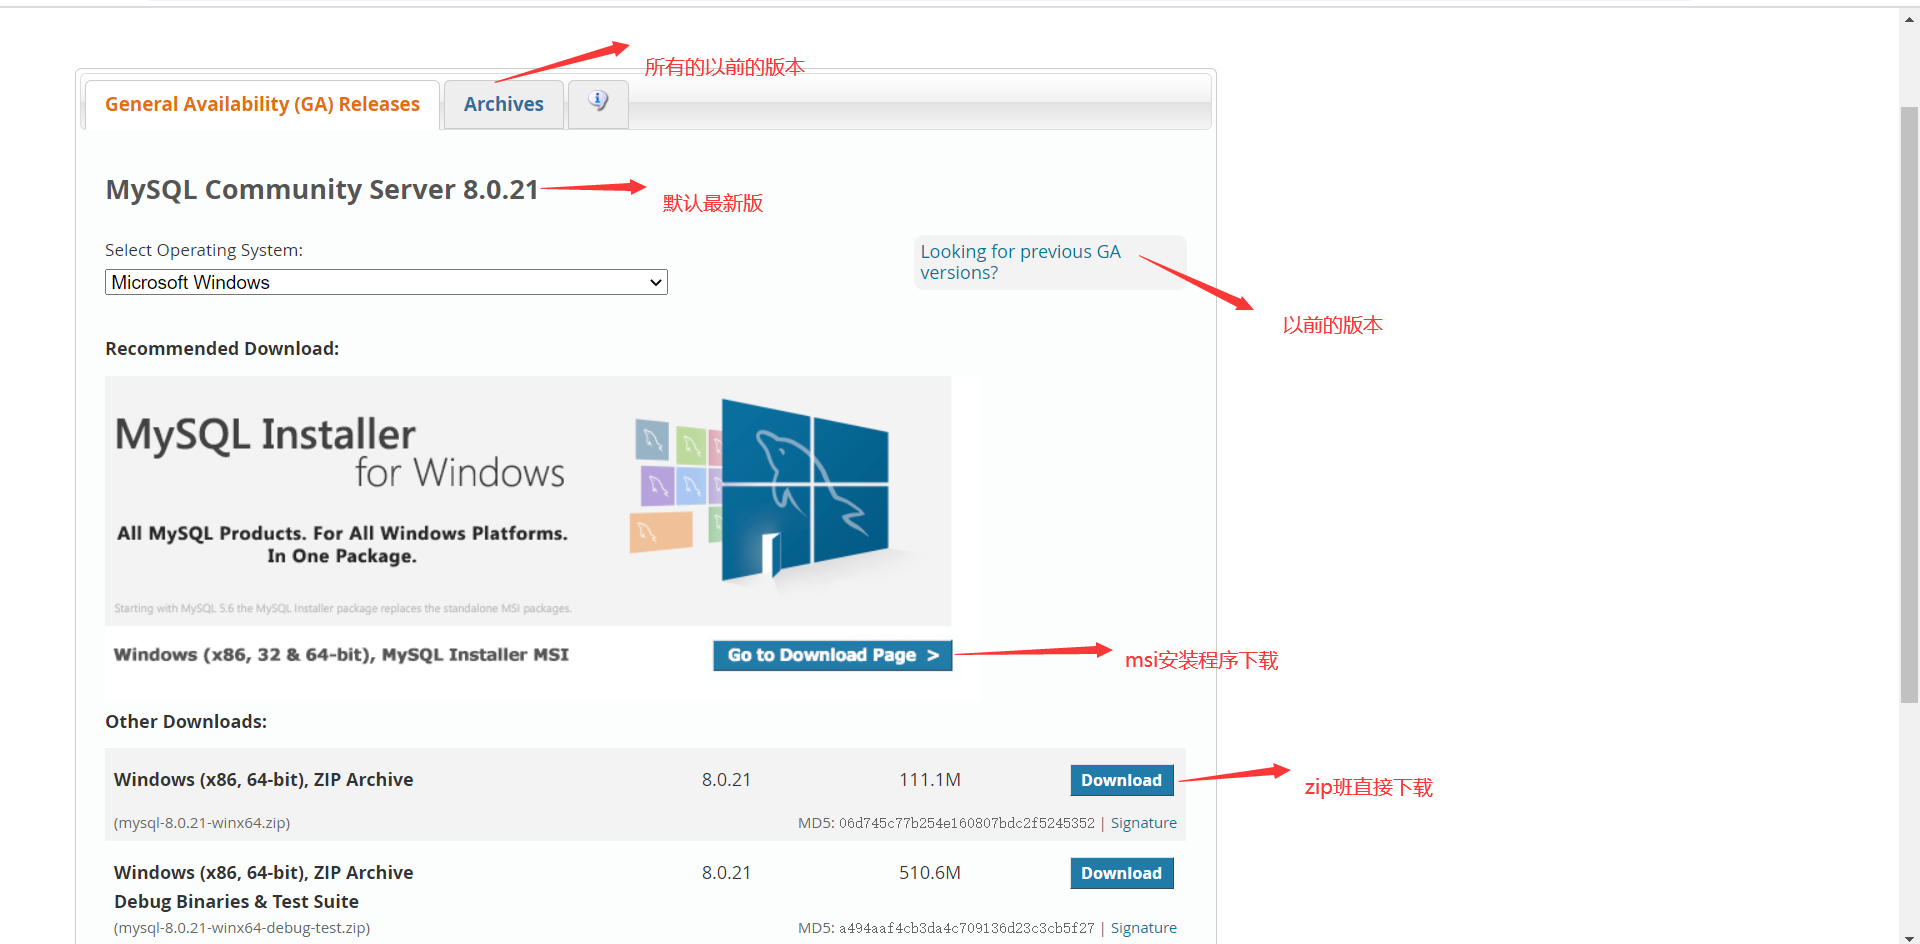 所有的以前的版本
General Availability (GA) Releases
Archives
MySQL Community Server 8.0.21
默认最新版
Select Operating System:
Looking for previous GA
versions?
Microsoft Windows
以前的版本
Recommended Download:
MySQL Installer
for Windows
All MySQL Products. For All Windows Platforms.
In One Package.
Starting with MySQL 5.6 the MySQL Installer package replaces the standalone MSI packages.
Windows (x86, 32 & 64-bit), MySQL Installer MSI
Go to Download Page >
msi安装程序下载
Other Downloads:
Windows (x86, 64-bit), ZIP Archive 8.0.21 111.1M Download
zip班直接下载
(mysql-8.0.21-winx64.zip) MD5: 06d745c77b254e160807bdc2f5245352 | Signature
Windows (x86, 64-bit), ZIP Archive 8.0.21 510.6M Download
Debug Binaries & Test Suite
(mysql-8.0.21-winx64-debug-test.zip) MD5: a494aaf4cb3da4c709136d23c3cb5f27 | Signature